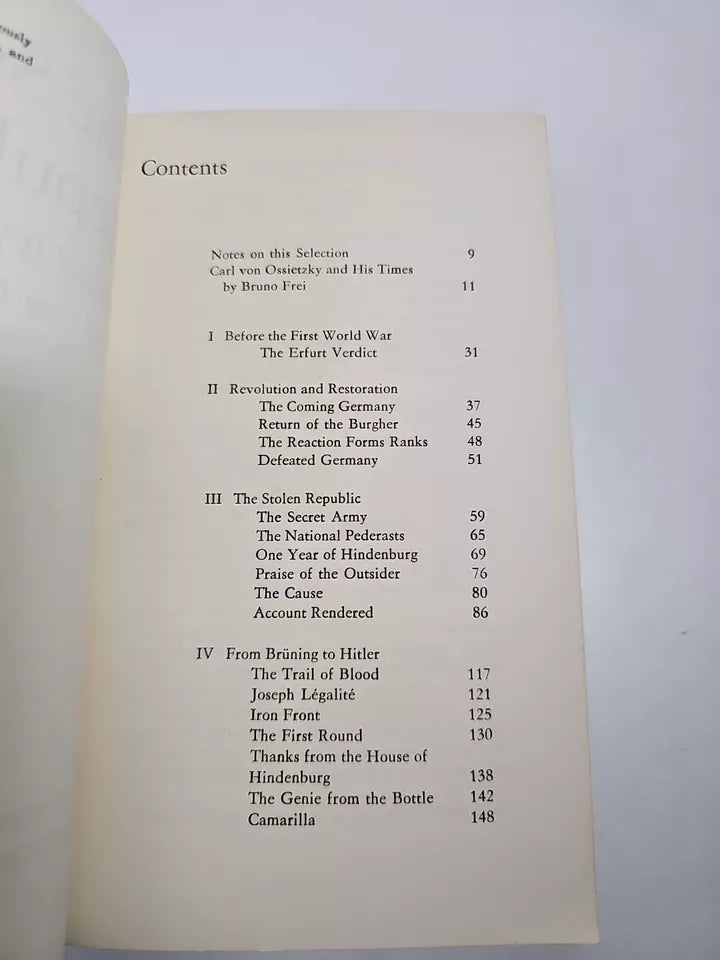 and
Contents
Notes on this Selection 9
Carl von Ossietzky and His Times
by Bruno Frei 11
I Before the First World War
The Erfurt Verdict 31
II Revolution and Restoration
The Coming Germany 37
Return of the Burgher 45
The Reaction Forms Ranks 48
Defeated Germany 51
III The Stolen Republic
The Secret Army 59
The National Pederasts 65
One Year of Hindenburg 69
Praise of the Outsider 76
The Cause 80
Account Rendered 86
IV From Brüning to Hitler
The Trail of Blood 117
Joseph Légalité 121
Iron Front 125
The First Round 130
Thanks from the House of
Hindenburg 138
The Genie from the Bottle 142
Camarilla 148